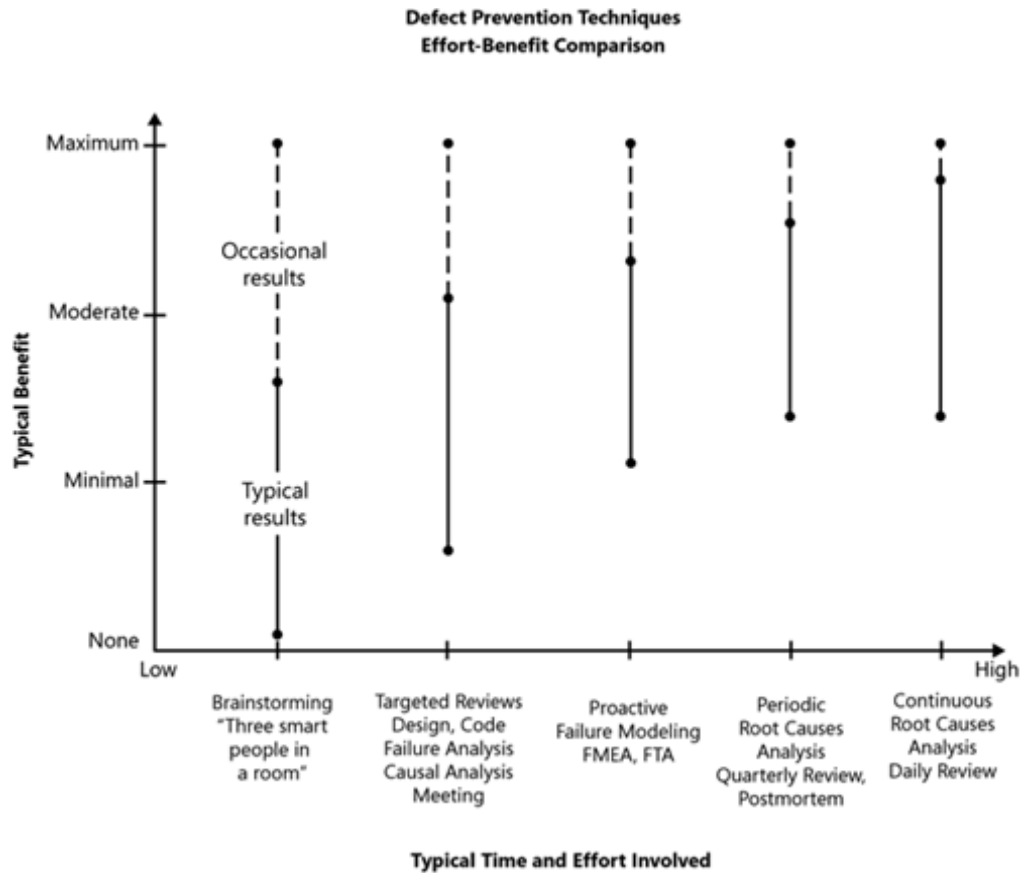 Defect Prevention Techniques
Effort-Benefit Comparison
Maximum
Occasional
results
Moderate
Typical Benefit
Minimal
Typical
results
None
Low
High
Brainstorming
"Three smart
people in
a room"
Targeted Reviews
Design, Code
Failure Analysis
Causal Analysis
Meeting
Proactive
Failure Modeling
FMEA, FTA
Periodic
Root Causes
Analysis
Quarterly Review,
Postmortem
Continuous
Root Causes
Analysis
Daily Review
Typical Time and Effort Involved